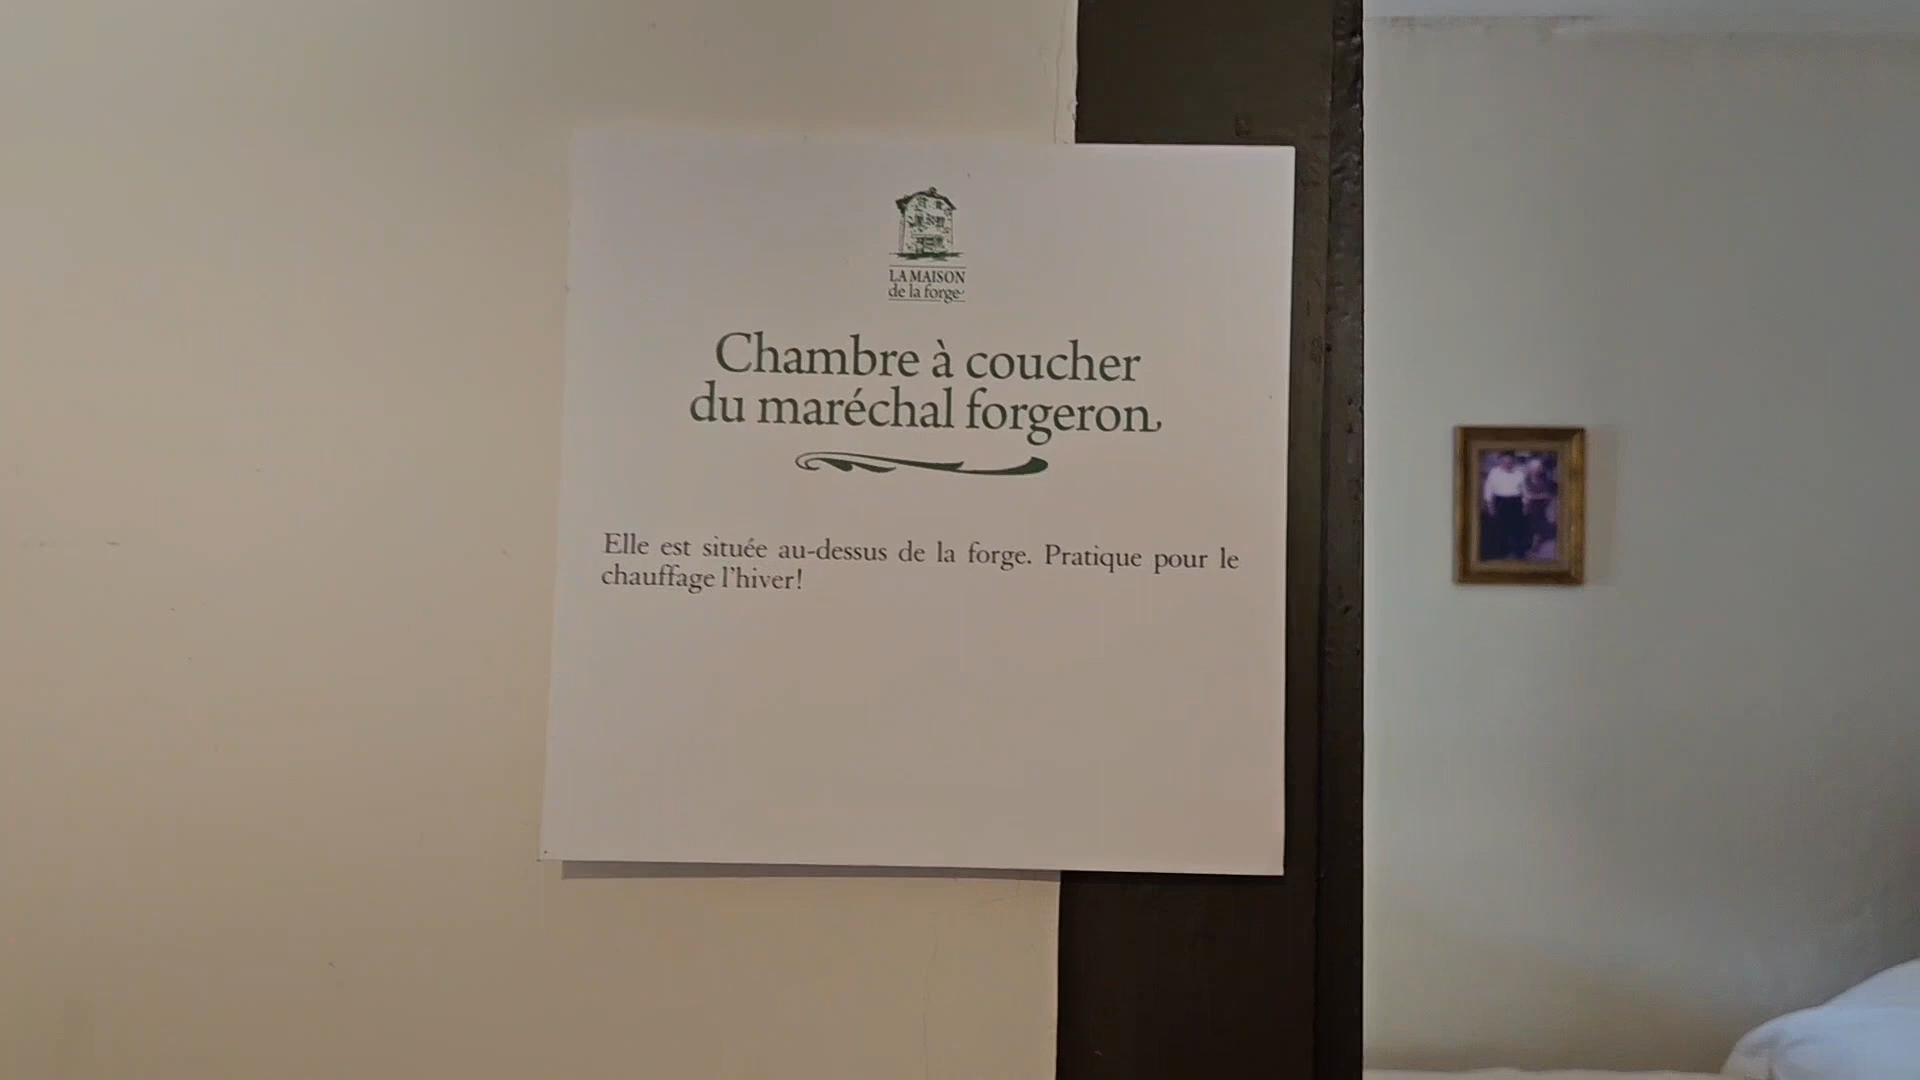 LA MAISON
de la forge
Chambre à coucher
du maréchal forgeron
Elle est située au-dessus de la forge. Pratique pour le
chauffage l'hiver!